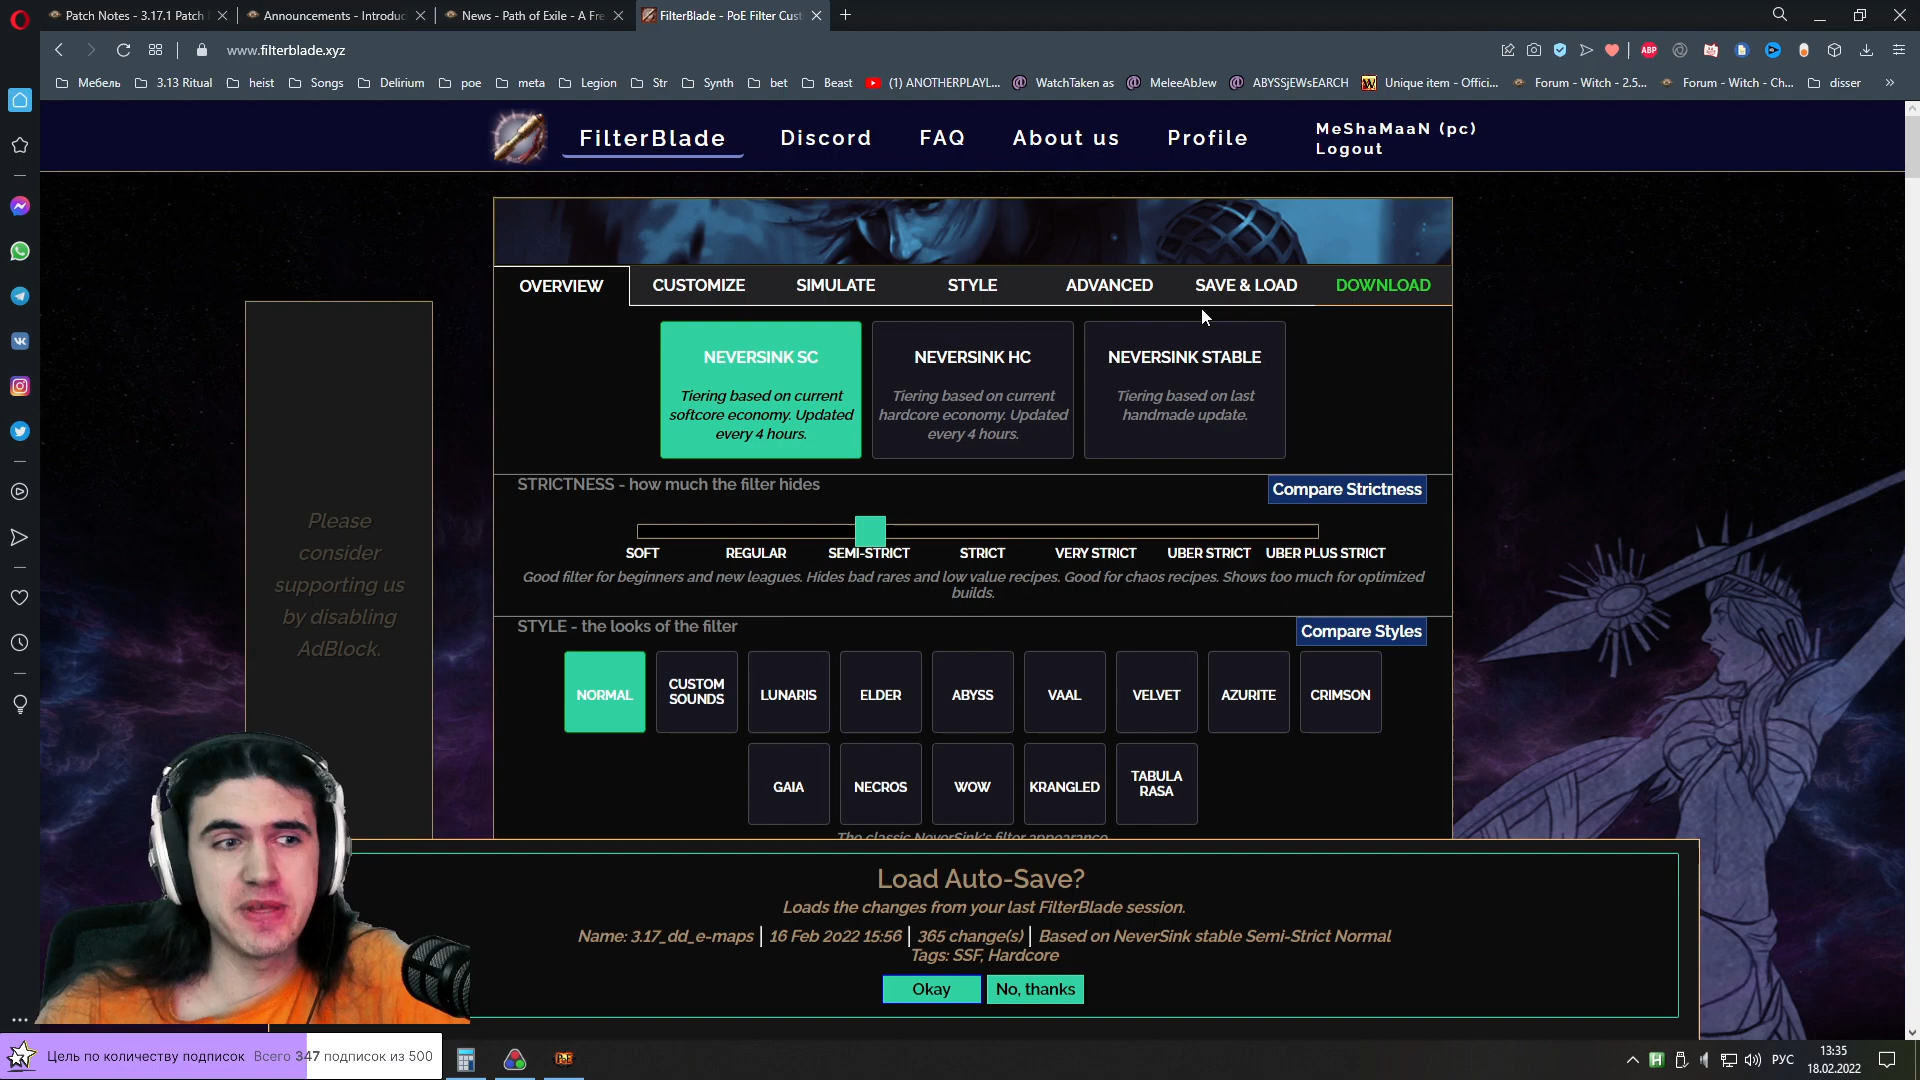 Patch Notes - 3.17.1 Patch
Announcements - Introduc
News - Path of Exile - A Fre
FilterBlade - PoE Filter Cust
www.filterblade.xyz
ABP
Мебель
3.13 Ritual
heist
Songs
Delirium
poe
meta
Legion
Str
Synth
bet
Beast
(1) ANOTHERPLAYL...
WatchTaken as
MeleeAbJew
ABYSSjEWsEARCH
Unique item - Offici...
Forum - Witch - 2.5...
Forum - Witch - Ch...
disser
FilterBlade
Discord
FAQ
About us
Profile
MeShaMaaN (pc)
Logout
OVERVIEW
CUSTOMIZE
SIMULATE
STYLE
ADVANCED
SAVE & LOAD
DOWNLOAD
NEVERSINK SC
Tiering based on current
softcore economy. Updated
every 4 hours.
NEVERSINK HC
Tiering based on current
hardcore economy. Updated
every 4 hours.
NEVERSINK STABLE
Tiering based on last
handmade update.
STRICTNESS - how much the filter hides
Compare Strictness
SOFT
REGULAR
SEMI-STRICT
STRICT
VERY STRICT
UBER STRICT
UBER PLUS STRICT
Good filter for beginners and new leagues. Hides bad rares and low value recipes. Good for chaos recipes. Shows too much for optimized
builds.
STYLE - the looks of the filter
Compare Styles
NORMAL
CUSTOM
SOUNDS
LUNARIS
ELDER
ABYSS
VAAL
VELVET
AZURITE
CRIMSON
GAIA
NECROS
WOW
KRANGLED
TABULA
RASA
The classic NeverSink's filter appearance
Please
consider
supporting us
by disabling
AdBlock.
Load Auto-Save?
Loads the changes from your last FilterBlade session.
Name: 3.17_dd_e-maps | 16 Feb 2022 15:56 | 365 change(s) | Based on NeverSink stable Semi-Strict Normal
Tags: SSF, Hardcore
Okay
No, thanks
Цель по количеству подписок
Всего 347 подписок из 500
PoE
РУС
13:35
18.02.2022